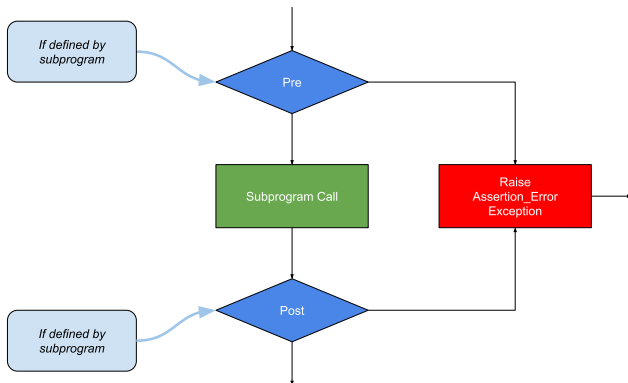 If defined by
subprogram
Pre
Subprogram Call
Raise
Assertion_Error
Exception
Post
If defined by
subprogram